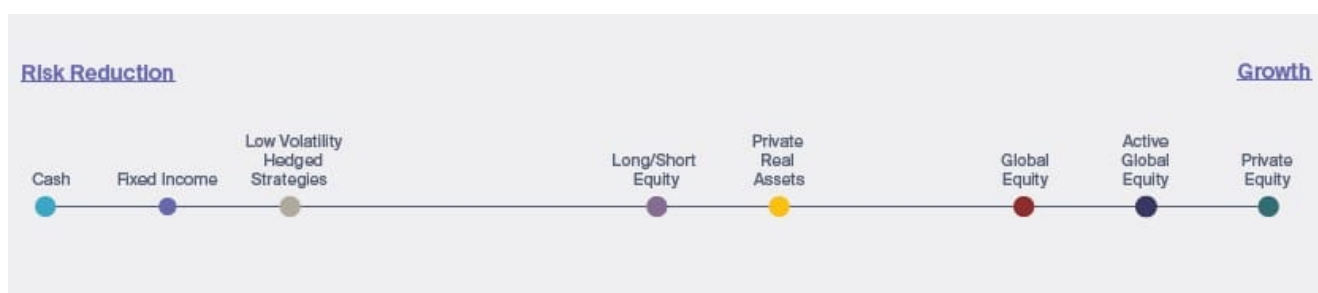 Risk Reduction
Growth
Cash
Fixed Income
Low Volatility
Hedged
Strategies
Long/Short
Equity
Private
Real
Assets
Global
Equity
Active
Global
Equity
Private
Equity